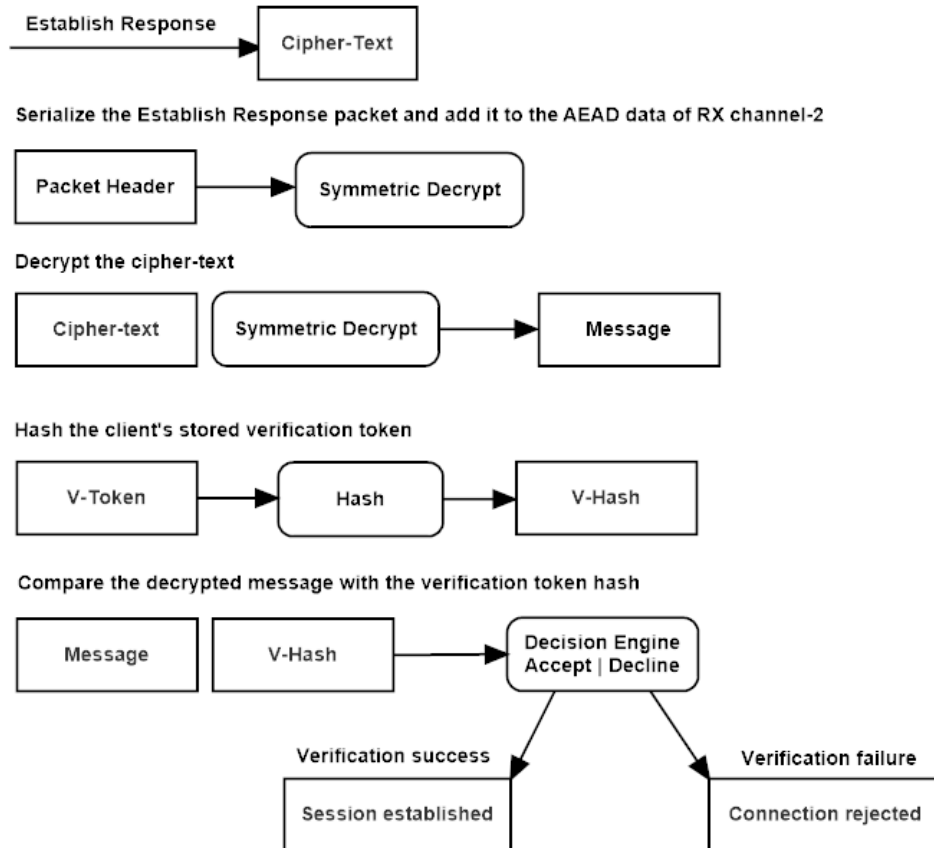 Establish Response
Cipher-Text
Serialize the Establish Response packet and add it to the AEAD data of RX channel-2
Packet Header
Symmetric Decrypt
Decrypt the cipher-text
Cipher-text
Symmetric Decrypt
Message
Hash the client's stored verification token
V-Token
Hash
V-Hash
Compare the decrypted message with the verification token hash
Message
V-Hash
Decision Engine
Accept | Decline
Verification success
Verification failure
Session established
Connection rejected